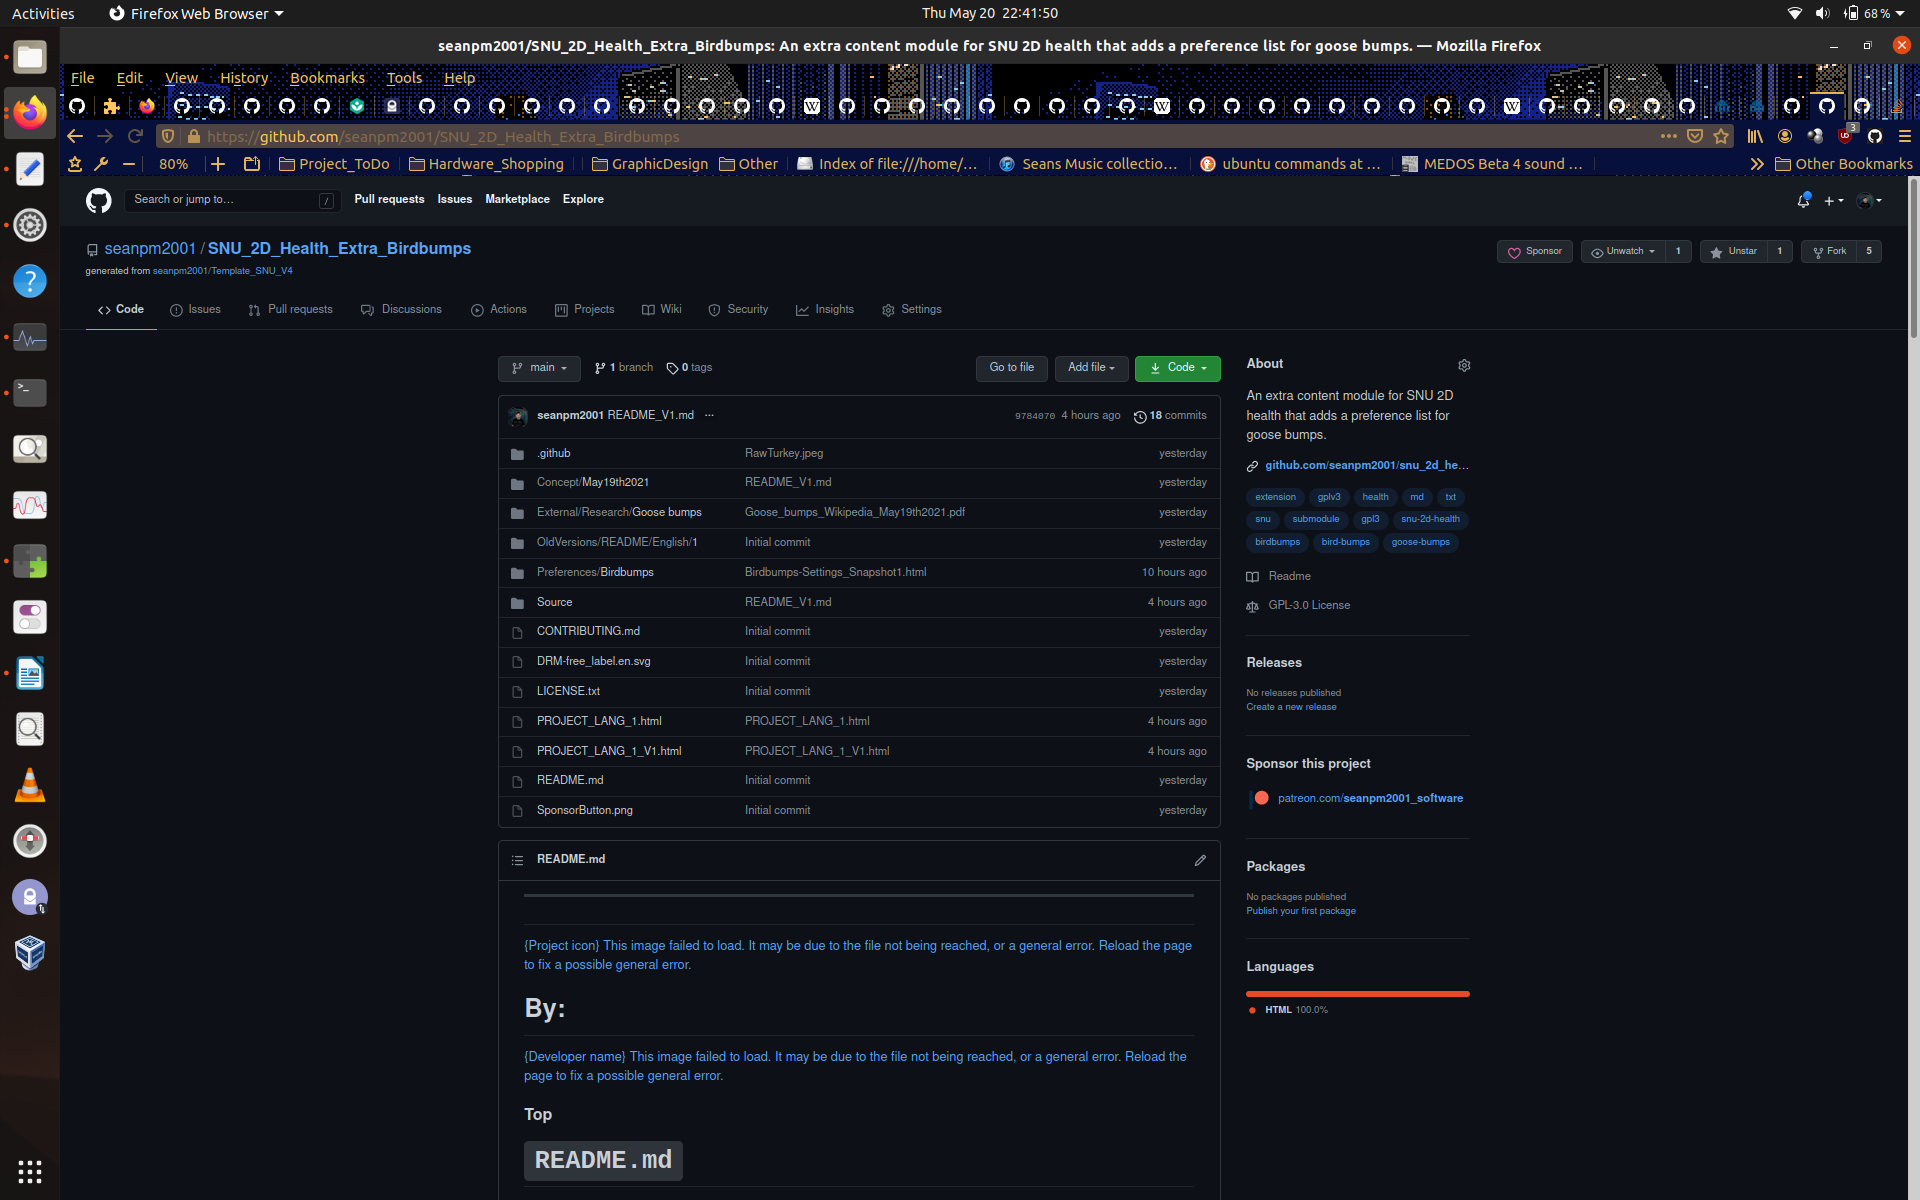 Activities
Firefox Web Browser
Thu May 20 22:41:50
68 %
seanpm2001/SNU_2D_Health_Extra_Birdbumps: An extra content module for SNU 2D health that adds a preference list for goose bumps. — Mozilla Firefox
File Edit View History Bookmarks Tools Help
https://github.com/seanpm2001/SNU_2D_Health_Extra_Birdbumps
3
80%
Project_ToDo
Hardware_Shopping
GraphicDesign
Other
Index of file:///home/…
Seans Music collectio…
ubuntu commands at …
MEDOS Beta 4 sound …
Other Bookmarks
Search or jump to…
/
Pull requests Issues Marketplace Explore
seanpm2001 / SNU_2D_Health_Extra_Birdbumps
generated from seanpm2001/Template_SNU_V4
Sponsor
Unwatch 1
Unstar 1
Fork 5
Code Issues Pull requests Discussions Actions Projects Wiki Security Insights Settings
main
1 branch
0 tags
Go to file
Add file
Code
seanpm2001 README_V1.md ···
9784070 4 hours ago 18 commits
.github RawTurkey.jpeg yesterday
Concept/May19th2021 README_V1.md yesterday
External/Research/Goose bumps Goose_bumps_Wikipedia_May19th2021.pdf yesterday
OldVersions/README/English/1 Initial commit yesterday
Preferences/Birdbumps Birdbumps-Settings_Snapshot1.html 10 hours ago
Source README_V1.md 4 hours ago
CONTRIBUTING.md Initial commit yesterday
DRM-free_label.en.svg Initial commit yesterday
LICENSE.txt Initial commit yesterday
PROJECT_LANG_1.html PROJECT_LANG_1.html 4 hours ago
PROJECT_LANG_1_V1.html PROJECT_LANG_1_V1.html 4 hours ago
README.md Initial commit yesterday
SponsorButton.png Initial commit yesterday
README.md
{Project icon} This image failed to load. It may be due to the file not being reached, or a general error. Reload the page
to fix a possible general error.
By:
{Developer name} This image failed to load. It may be due to the file not being reached, or a general error. Reload the
page to fix a possible general error.
Top
README.md
About
An extra content module for SNU 2D
health that adds a preference list for
goose bumps.
github.com/seanpm2001/snu_2d_he…
extension gplv3 health md txt
snu submodule gpl3 snu-2d-health
birdbumps bird-bumps goose-bumps
Readme
GPL-3.0 License
Releases
No releases published
Create a new release
Sponsor this project
patreon.com/seanpm2001_software
Packages
No packages published
Publish your first package
Languages
HTML 100.0%